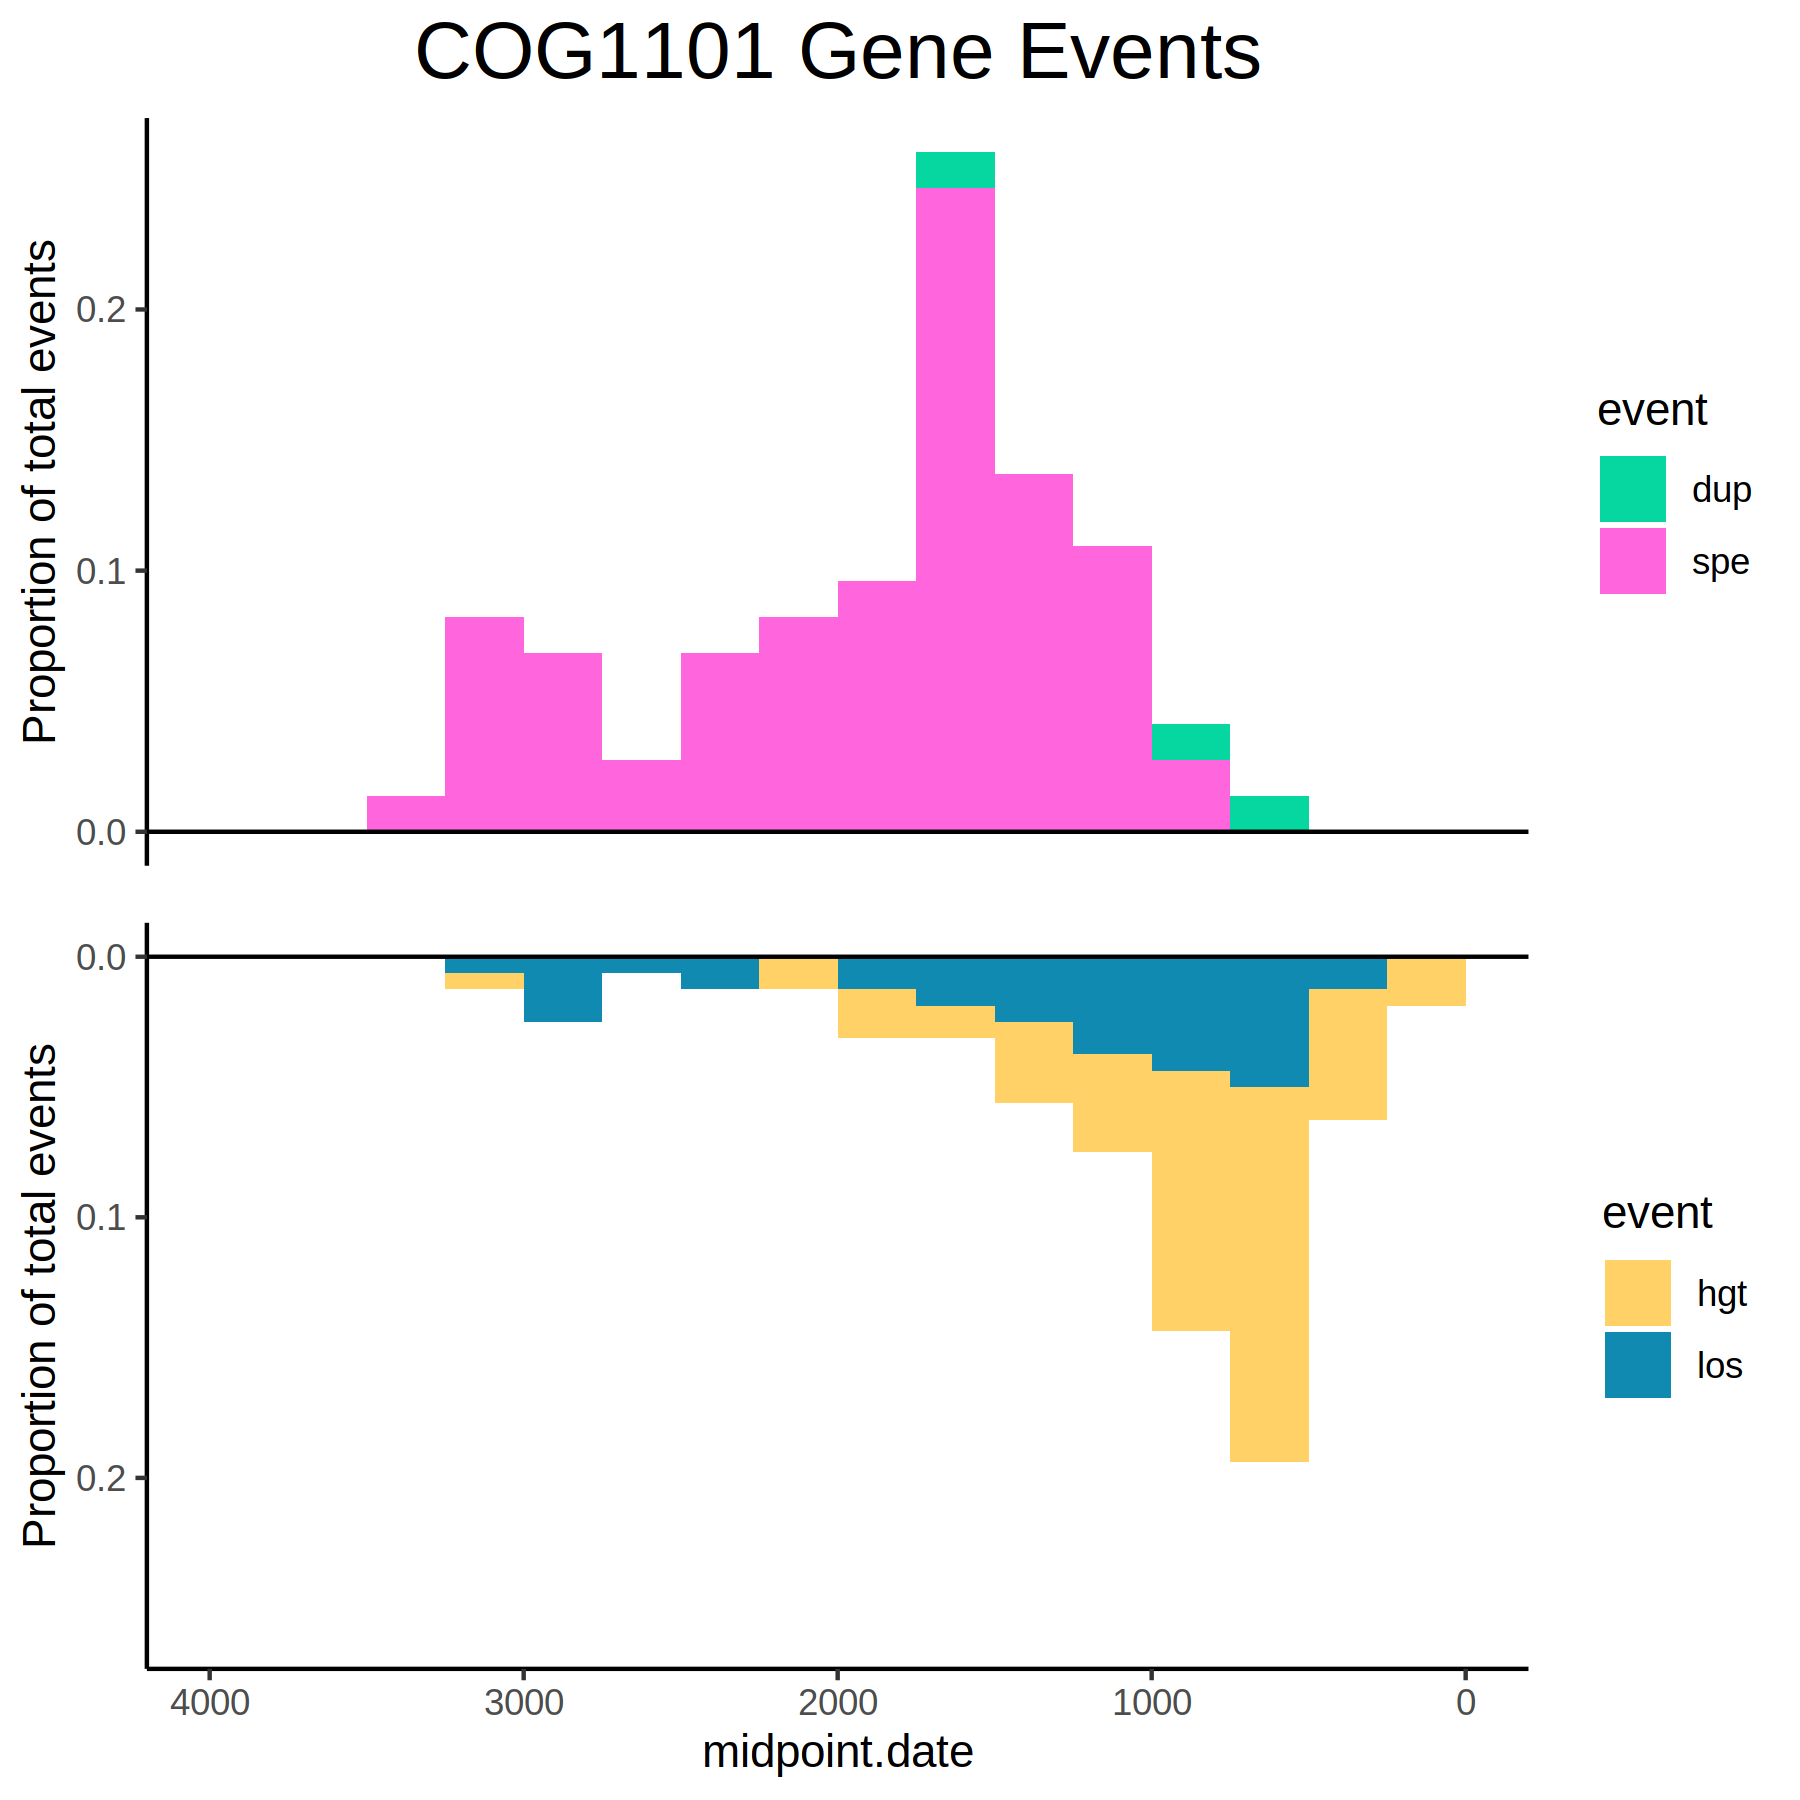 COG1101 Gene Events
Proportion of total events
0.2
0.1
0.0
event
dup
spe
Proportion of total events
0.0
0.1
0.2
event
hgt
los
4000 3000 2000 1000 0
midpoint.date